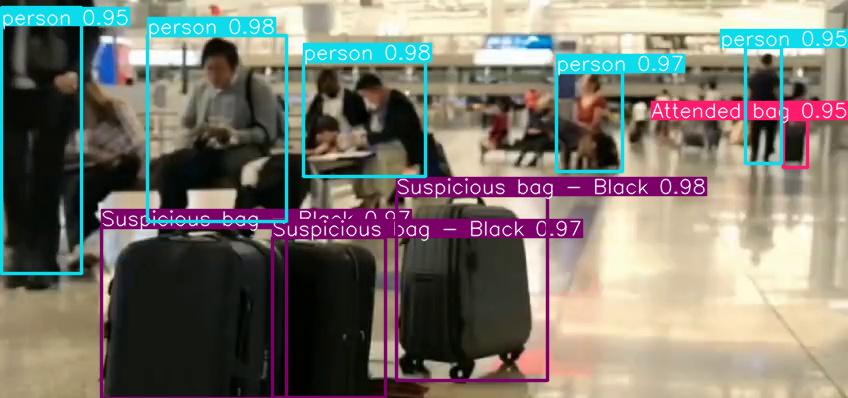 person 0.95
person 0.98
person 0.98
person 0.97
person 0.95
Attended bag 0.95
Suspicious bag - Black 0.98
Suspicious bag - Black 0.97
Suspicious bag - Black 0.97